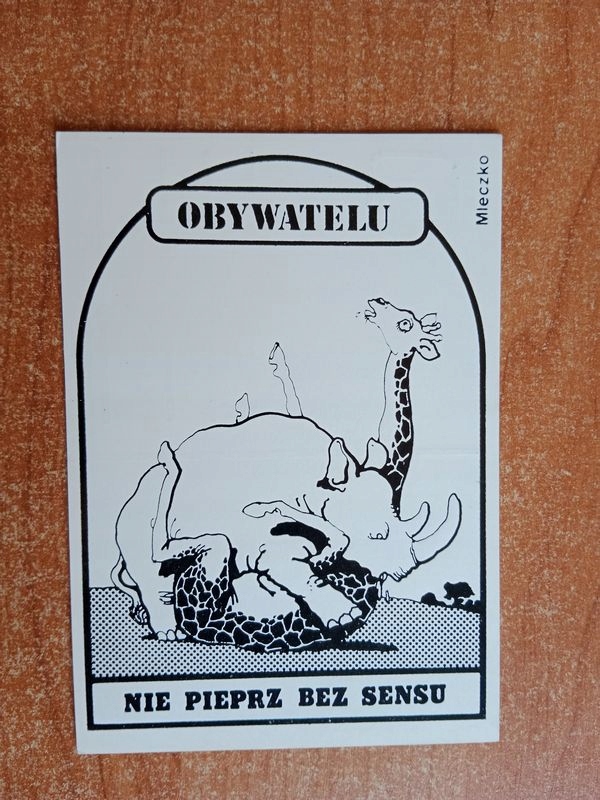 OBYWATELU
Mleczko
NIE PIEPRZ BEZ SENSU